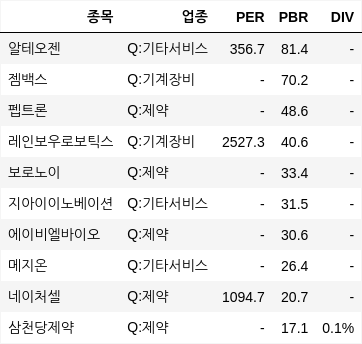 종목 업종 PER PBR DIV
알테오젠 Q:기타서비스 356.7 81.4 -
젬백스 Q:기계장비 - 70.2 -
펩트론 Q:제약 - 48.6 -
레인보우로보틱스 Q:기계장비 2527.3 40.6 -
보로노이 Q:제약 - 33.4 -
지아이이노베이션 Q:기타서비스 - 31.5 -
에이비엘바이오 Q:제약 - 30.6 -
메지온 Q:기타서비스 - 26.4 -
네이처셀 Q:제약 1094.7 20.7 -
삼천당제약 Q:제약 - 17.1 0.1%